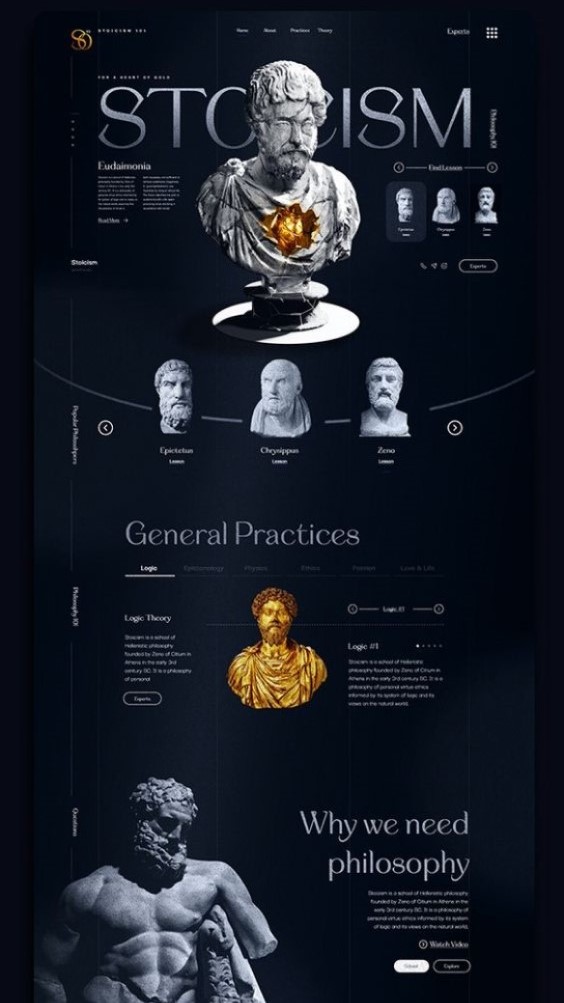 STOICISM 101
Home About Practices Theory
Experts
FOR A HEART OF GOLD
STOICISM
Philosophy 101
Eudaimonia
Read More
Find Lesson
Epictetus Chrysippus Zeno
Stoicism
Experts
Popular Philosophers
Epictetus Chrysippus Zeno
Lesson Lesson Lesson
General Practices
Logic Epistemology Physics Ethics Passion Love & Life
Philosophy 101
Logic Theory
Stoicism is a school of
Hellenistic philosophy
founded by Zeno of Citium in
Athens in the early 3rd
century BC. It is a philosophy
of personal
Experts
Logic #1
Logic #1
Stoicism is a school of Hellenistic
philosophy founded by Zeno of
Citium in Athens in the early 3rd
century BC. It is a philosophy of
personal virtue ethics
informed by its system of logic and its
views on the natural world.
Questions
Why we need
philosophy
Stoicism is a school of Hellenistic philosophy
founded by Zeno of Citium in Athens in the
early 3rd century BC. It is a philosophy of
personal virtue ethics informed by its system
of logic and its views on the natural world.
Watch Video
Explore